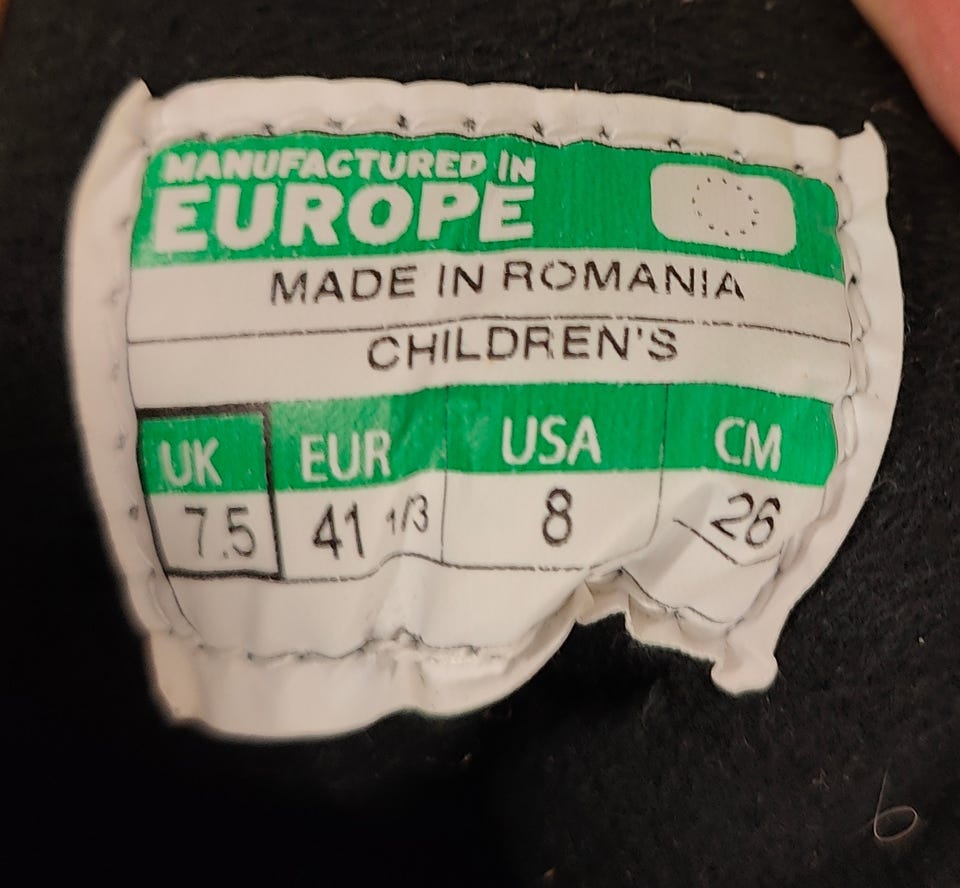 MANUFACTURED IN
EUROPE
MADE IN ROMANIA
CHILDREN'S
UK EUR USA CM
7.5 41 1/3 8 26